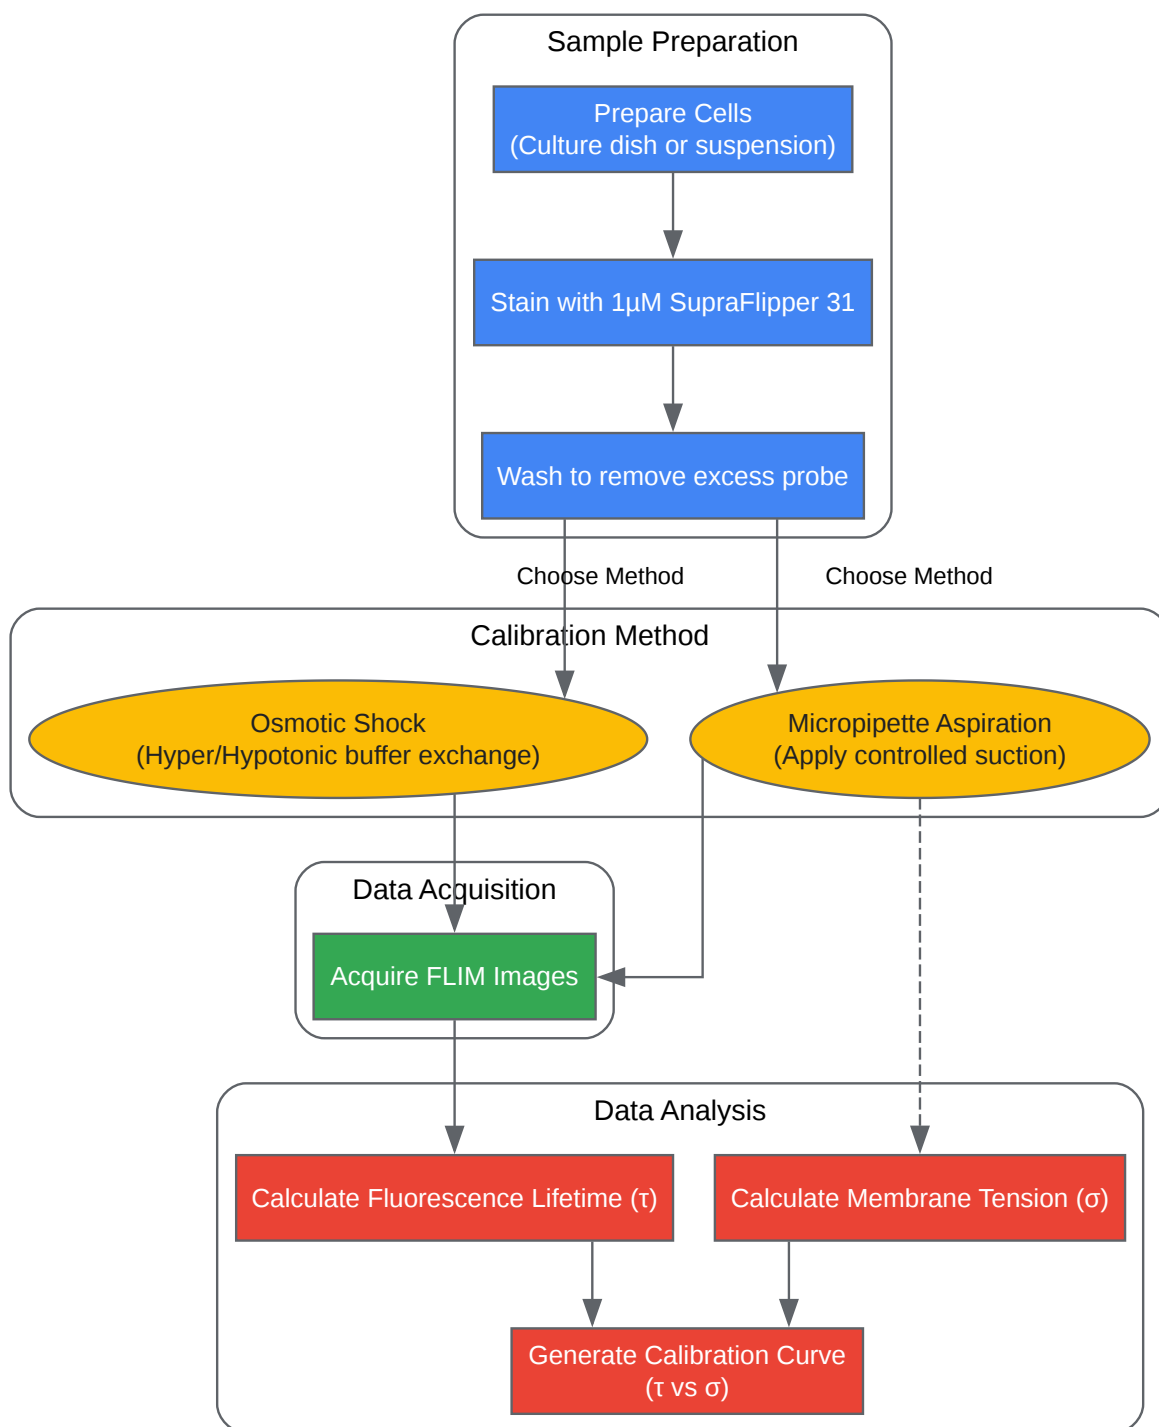 Sample Preparation
Prepare Cells
(Culture dish or suspension)
Stain with 1µM SupraFlipper 31
Wash to remove excess probe
Choose Method
Choose Method
Calibration Method
Osmotic Shock
(Hyper/Hypotonic buffer exchange)
Micropipette Aspiration
(Apply controlled suction)
Data Acquisition
Acquire FLIM Images
Data Analysis
Calculate Fluorescence Lifetime (τ)
Calculate Membrane Tension (σ)
Generate Calibration Curve
(τ vs σ)